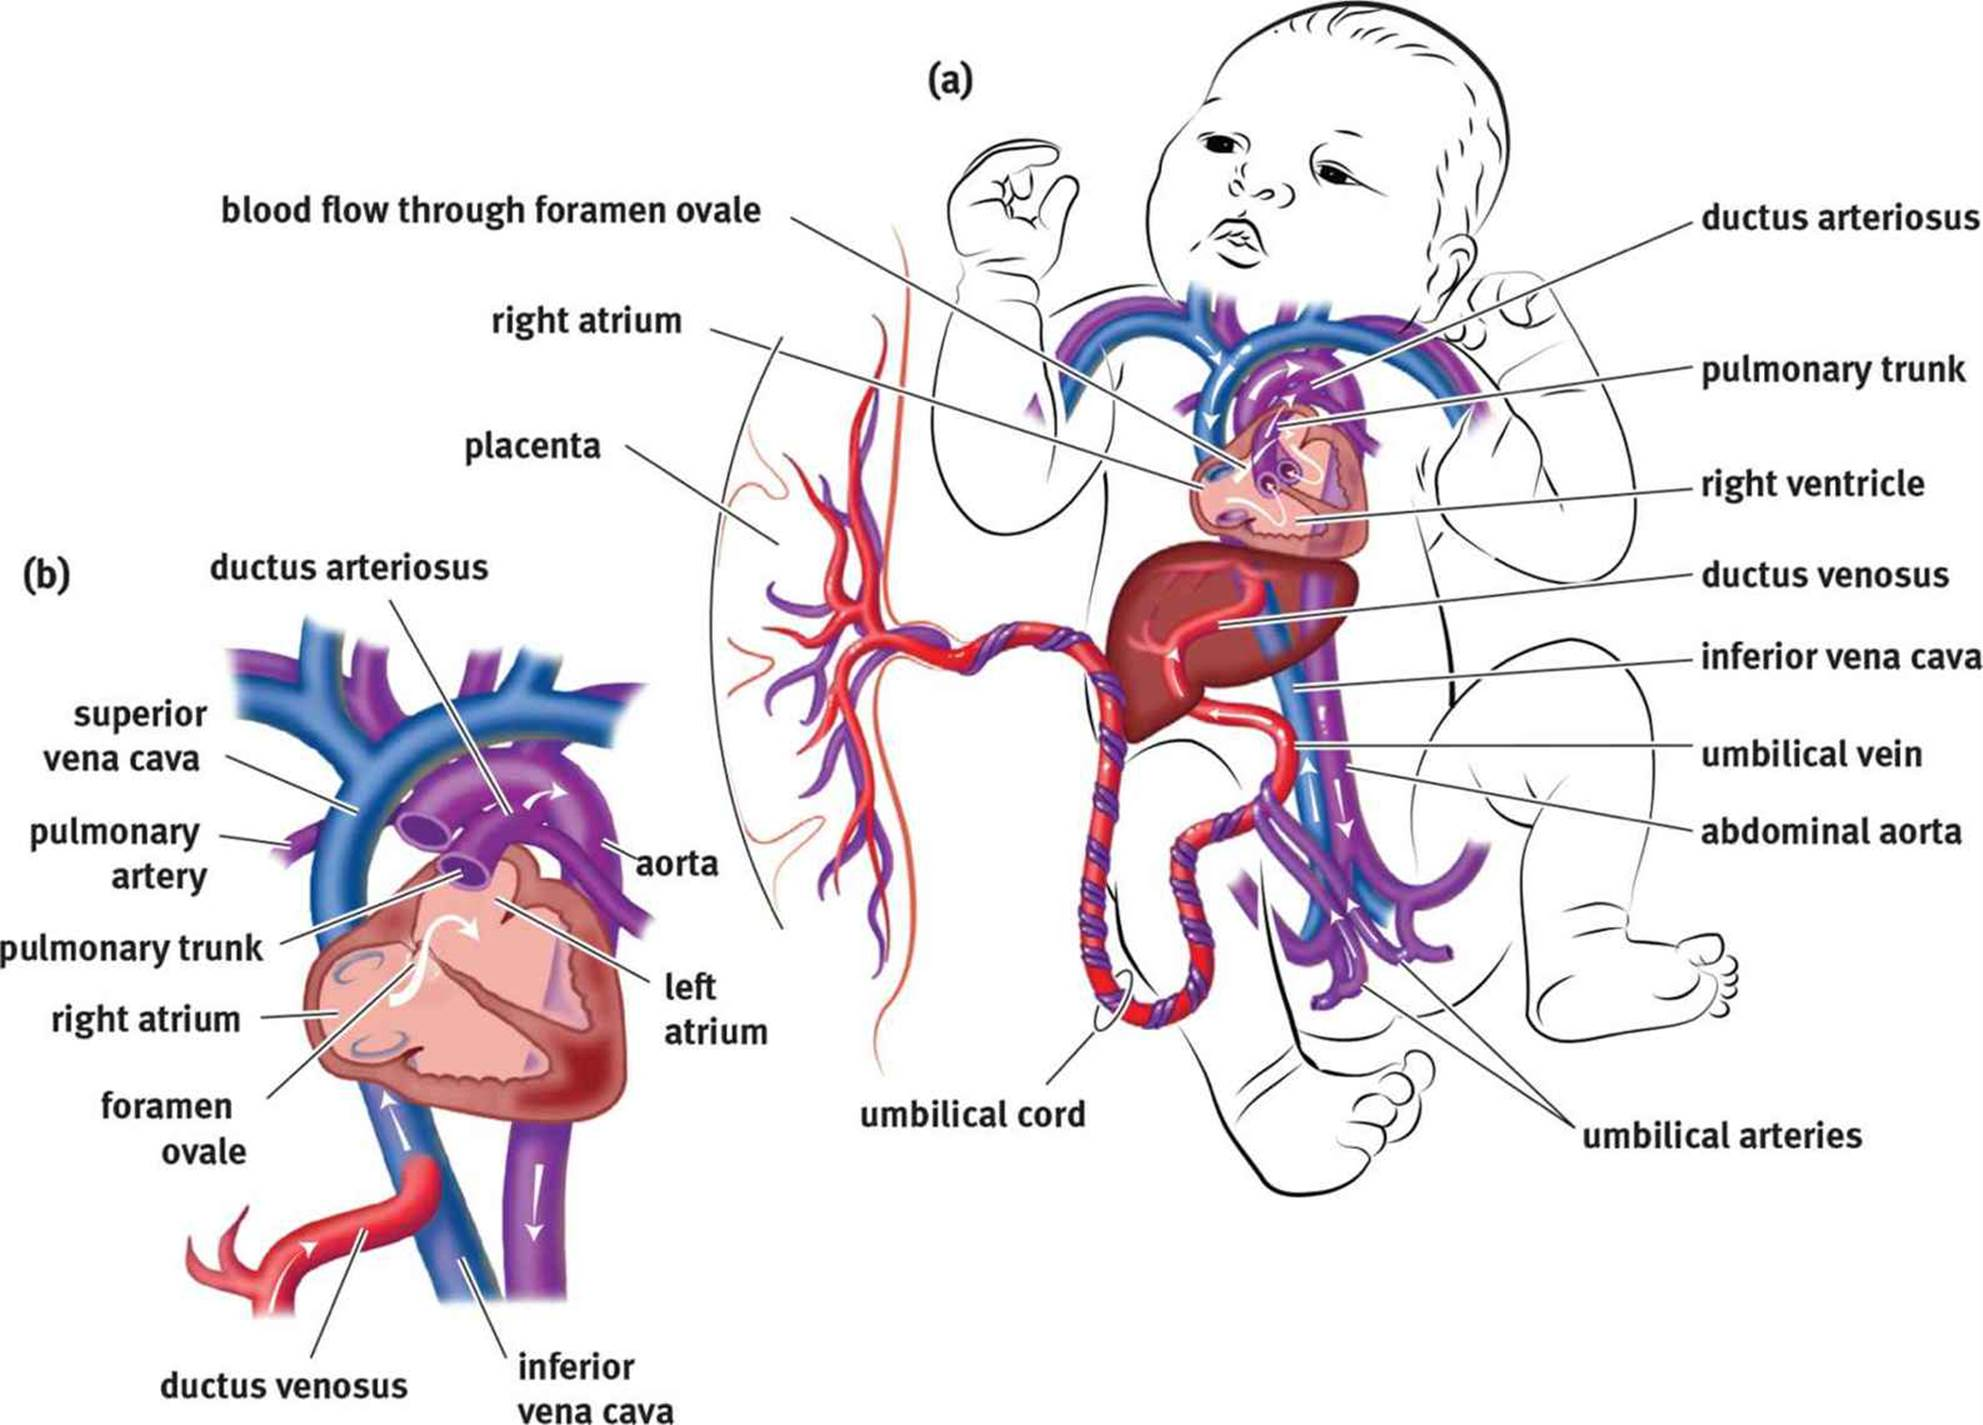 (a)
blood flow through foramen ovale
right atrium
placenta
ductus arteriosus
pulmonary trunk
right ventricle
ductus venosus
inferior vena cava
umbilical vein
abdominal aorta
umbilical arteries
umbilical cord
(b)
ductus arteriosus
superior
vena cava
pulmonary
artery
pulmonary trunk
right atrium
foramen
ovale
ductus venosus
inferior
vena cava
left
atrium
aorta